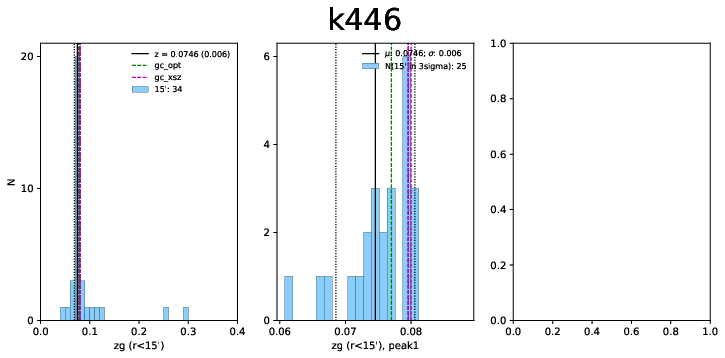 k446
z = 0.0746 (0.006)
gc_opt
gc_xsz
15': 34
20
10
0
N
0.0 0.1 0.2 0.3 0.4
zg (r<15')
μ: 0.0746; σ: 0.006
N(15' in 3sigma): 25
6
4
2
0
0.06 0.07 0.08
zg (r<15'), peak1
1.0
0.8
0.6
0.4
0.2
0.0
0.0 0.2 0.4 0.6 0.8 1.0